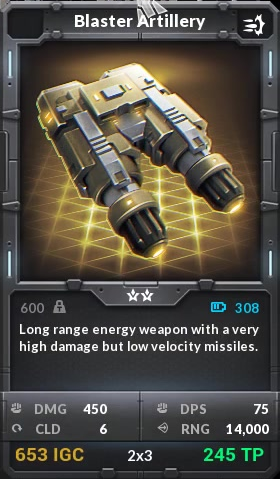 Blaster Artillery
600 308
Long range energy weapon with a very
high damage but low velocity missiles.
DMG 450 DPS 75
CLD 6 RNG 14,000
653 IGC 2x3 245 TP